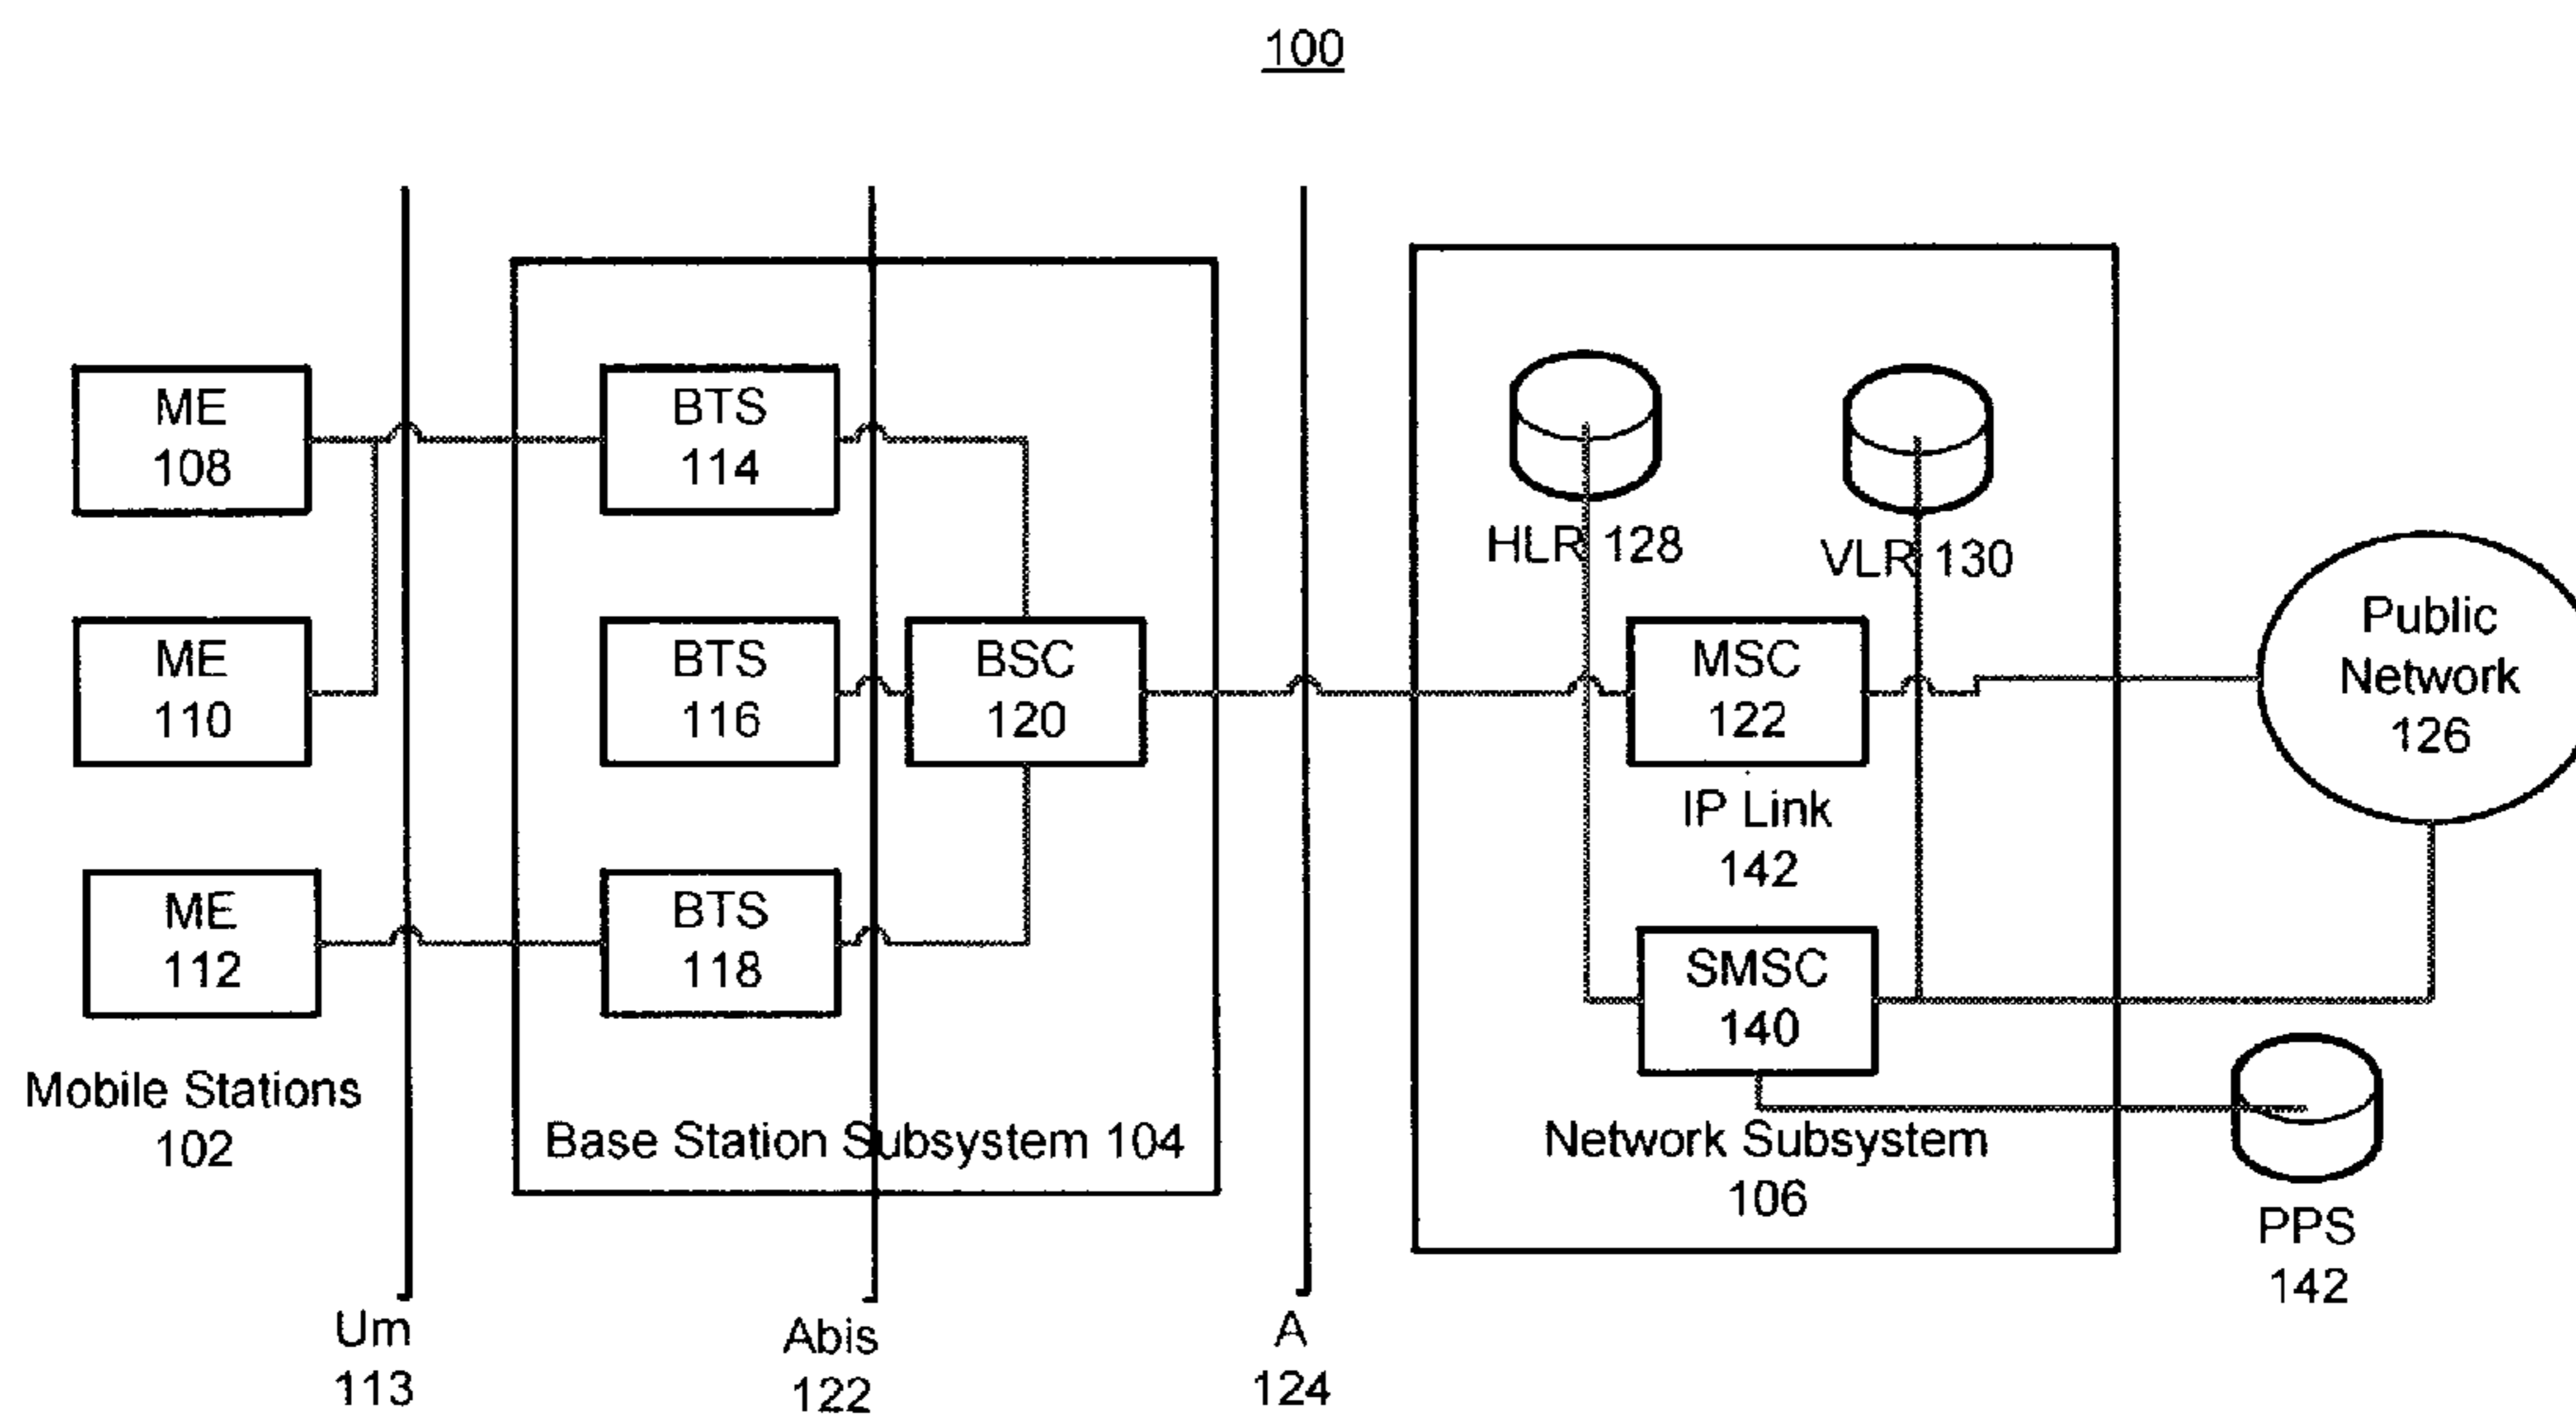 100
ME
108
ME
110
ME
112
Mobile Stations
102
Um
113
BTS
114
BTS
116
BTS
118
BSC
120
Base Station Subsystem 104
Abis
122
A
124
HLR 128
VLR 130
MSC
122
IP Link
142
SMSC
140
Network Subsystem
106
Public
Network
126
PPS
142